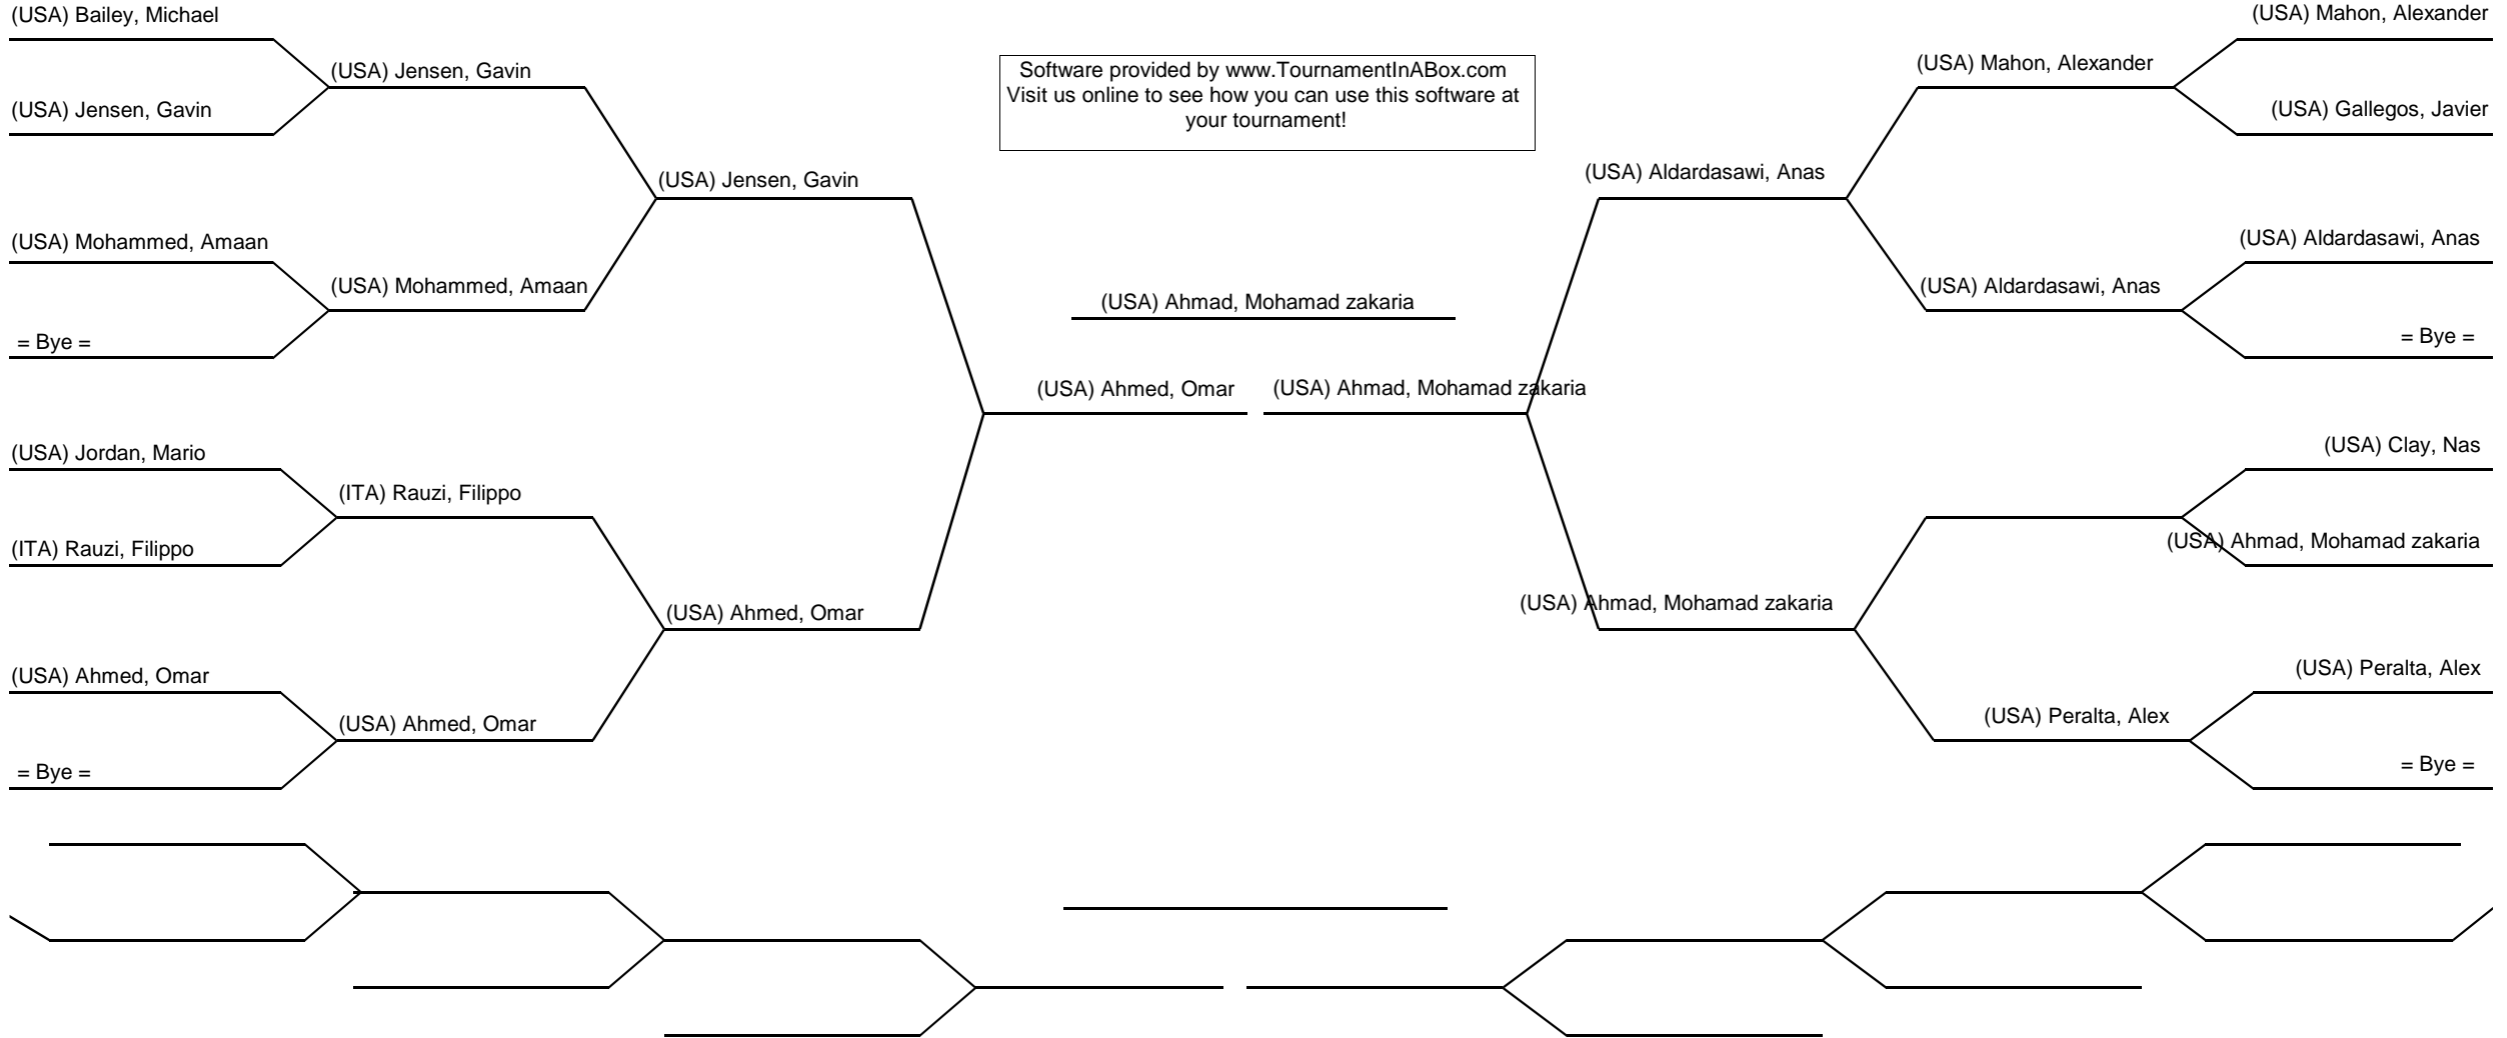 (USA) Bailey, Michael
(USA) Jensen, Gavin
(USA) Mohammed, Amaan
= Bye =
(USA) Jordan, Mario
(ITA) Rauzi, Filippo
(USA) Ahmed, Omar
= Bye =
(USA) Jensen, Gavin
(USA) Mohammed, Amaan
(ITA) Rauzi, Filippo
(USA) Ahmed, Omar
(USA) Jensen, Gavin
(USA) Ahmed, Omar
Software provided by www.TournamentInABox.com
Visit us online to see how you can use this software at
your tournament!
(USA) Ahmad, Mohamad zakaria
(USA) Ahmed, Omar
(USA) Ahmad, Mohamad zakaria
(USA) Aldardasawi, Anas
(USA) Ahmad, Mohamad zakaria
(USA) Mahon, Alexander
(USA) Aldardasawi, Anas
(USA) Peralta, Alex
(USA) Mahon, Alexander
(USA) Gallegos, Javier
(USA) Aldardasawi, Anas
= Bye =
(USA) Clay, Nas
(USA) Ahmad, Mohamad zakaria
(USA) Peralta, Alex
= Bye =